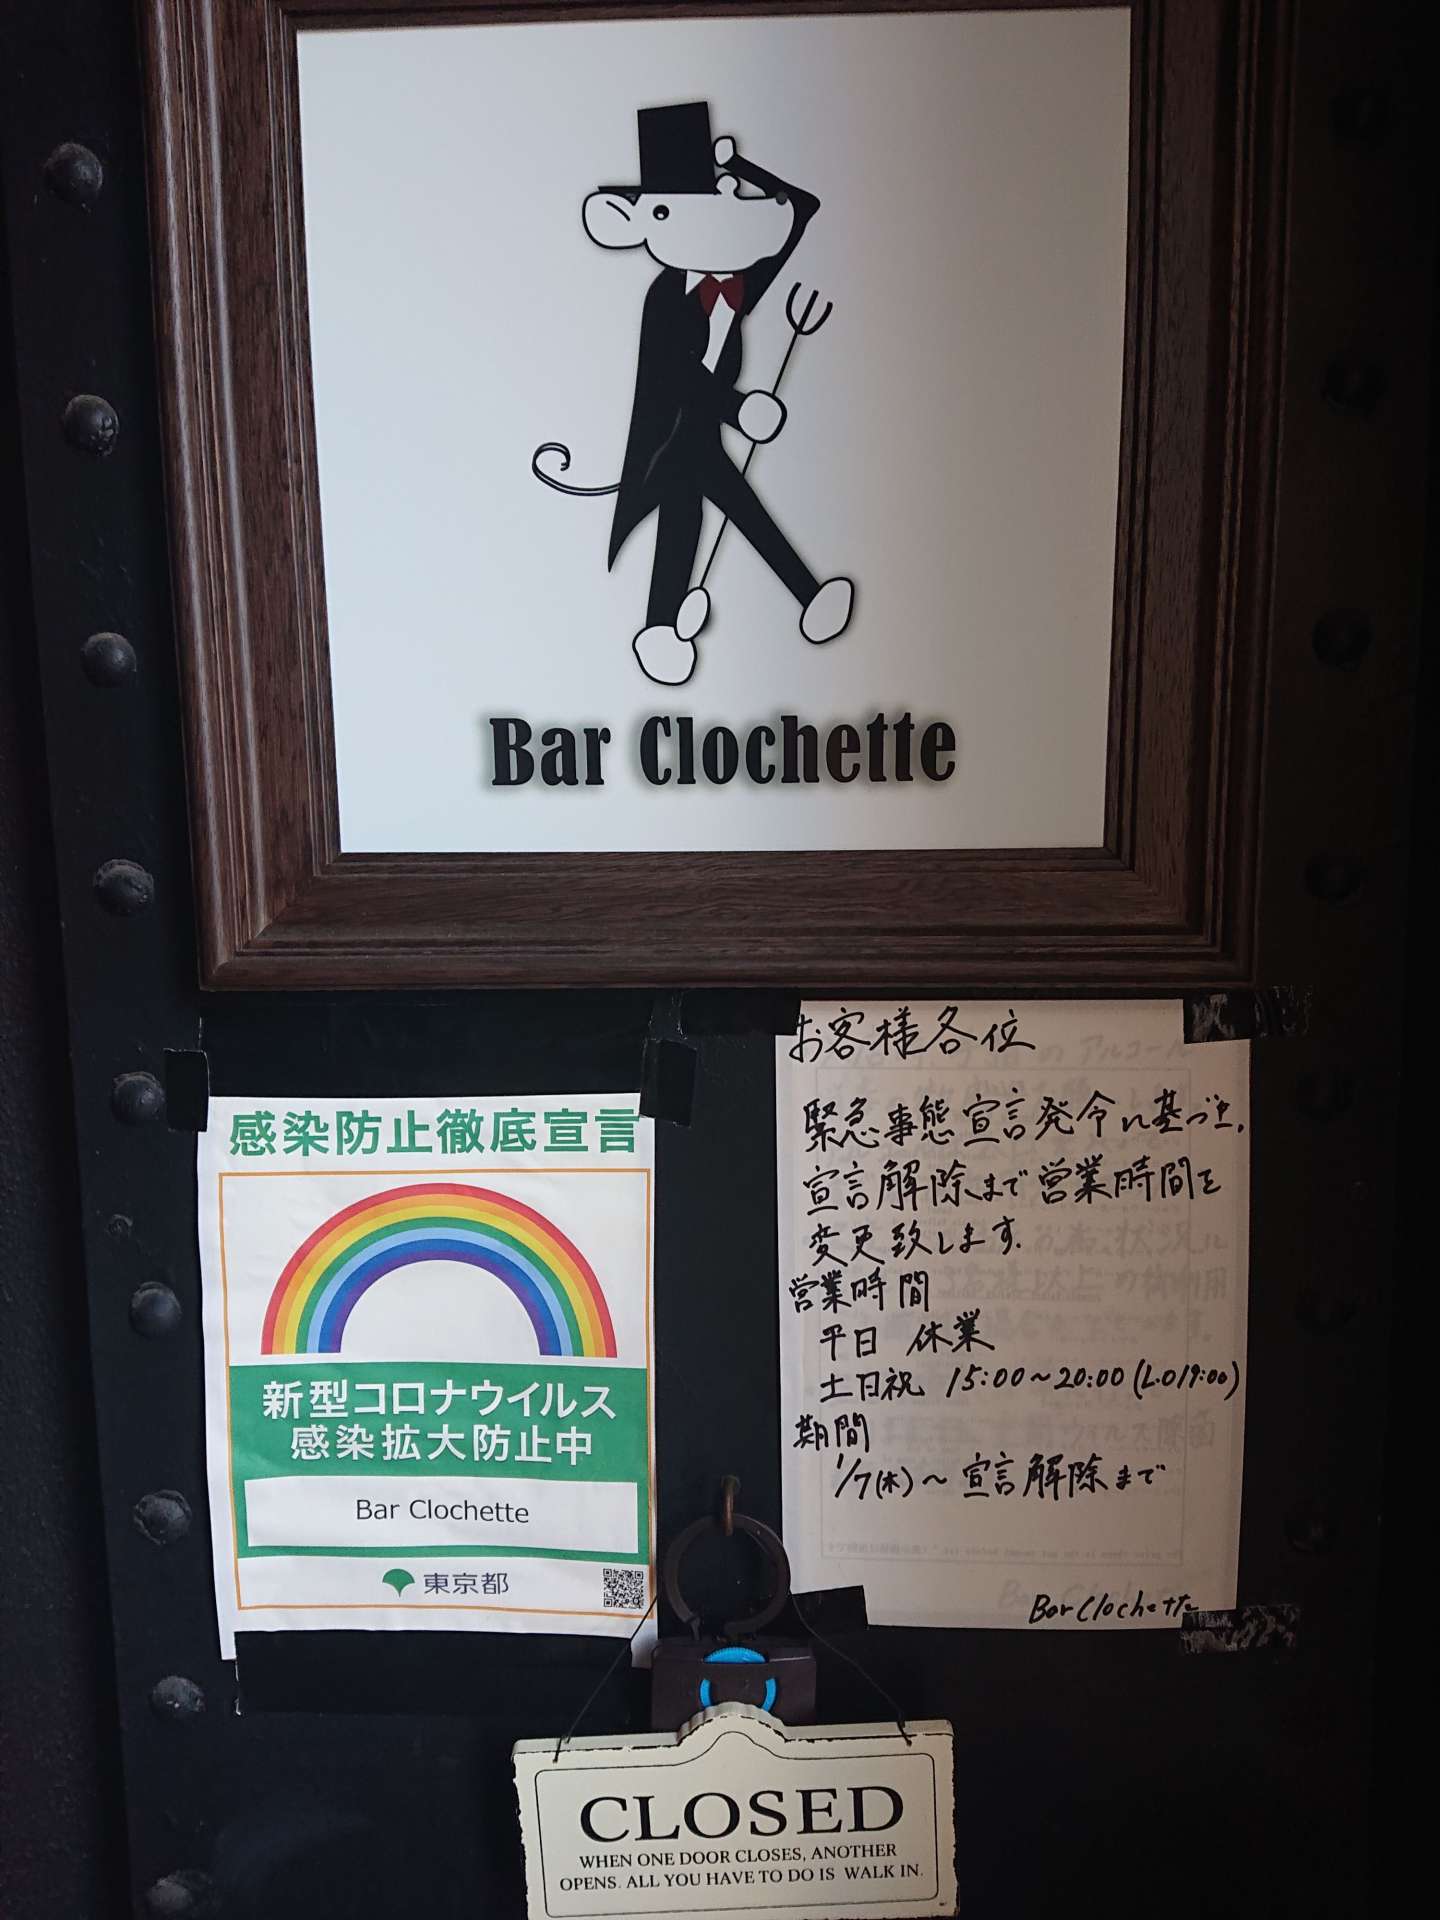 Bar Clochette
感染防止徹底宣言
新型コロナウイルス
感染拡大防止中
Bar Clochette
東京都
お客様各位
緊急事態宣言発令に基づき、
宣言解除まで営業時間を
変更致します。
営業時間
平日 休業
土日祝 15:00~20:00(L.O19:00)
期間
1/7(木)~宣言解除まで
Bar Clochette
CLOSED
WHEN ONE DOOR CLOSES, ANOTHER
OPENS. ALL YOU HAVE TO DO IS WALK IN.